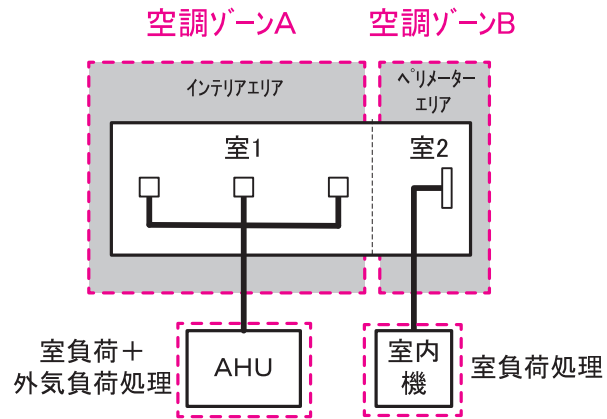 空調ゾーンA
空調ゾーンB
インテリアエリア
ペリメーター
エリア
室1
室2
室負荷＋
外気負荷処理
AHU
室内
機
室負荷処理